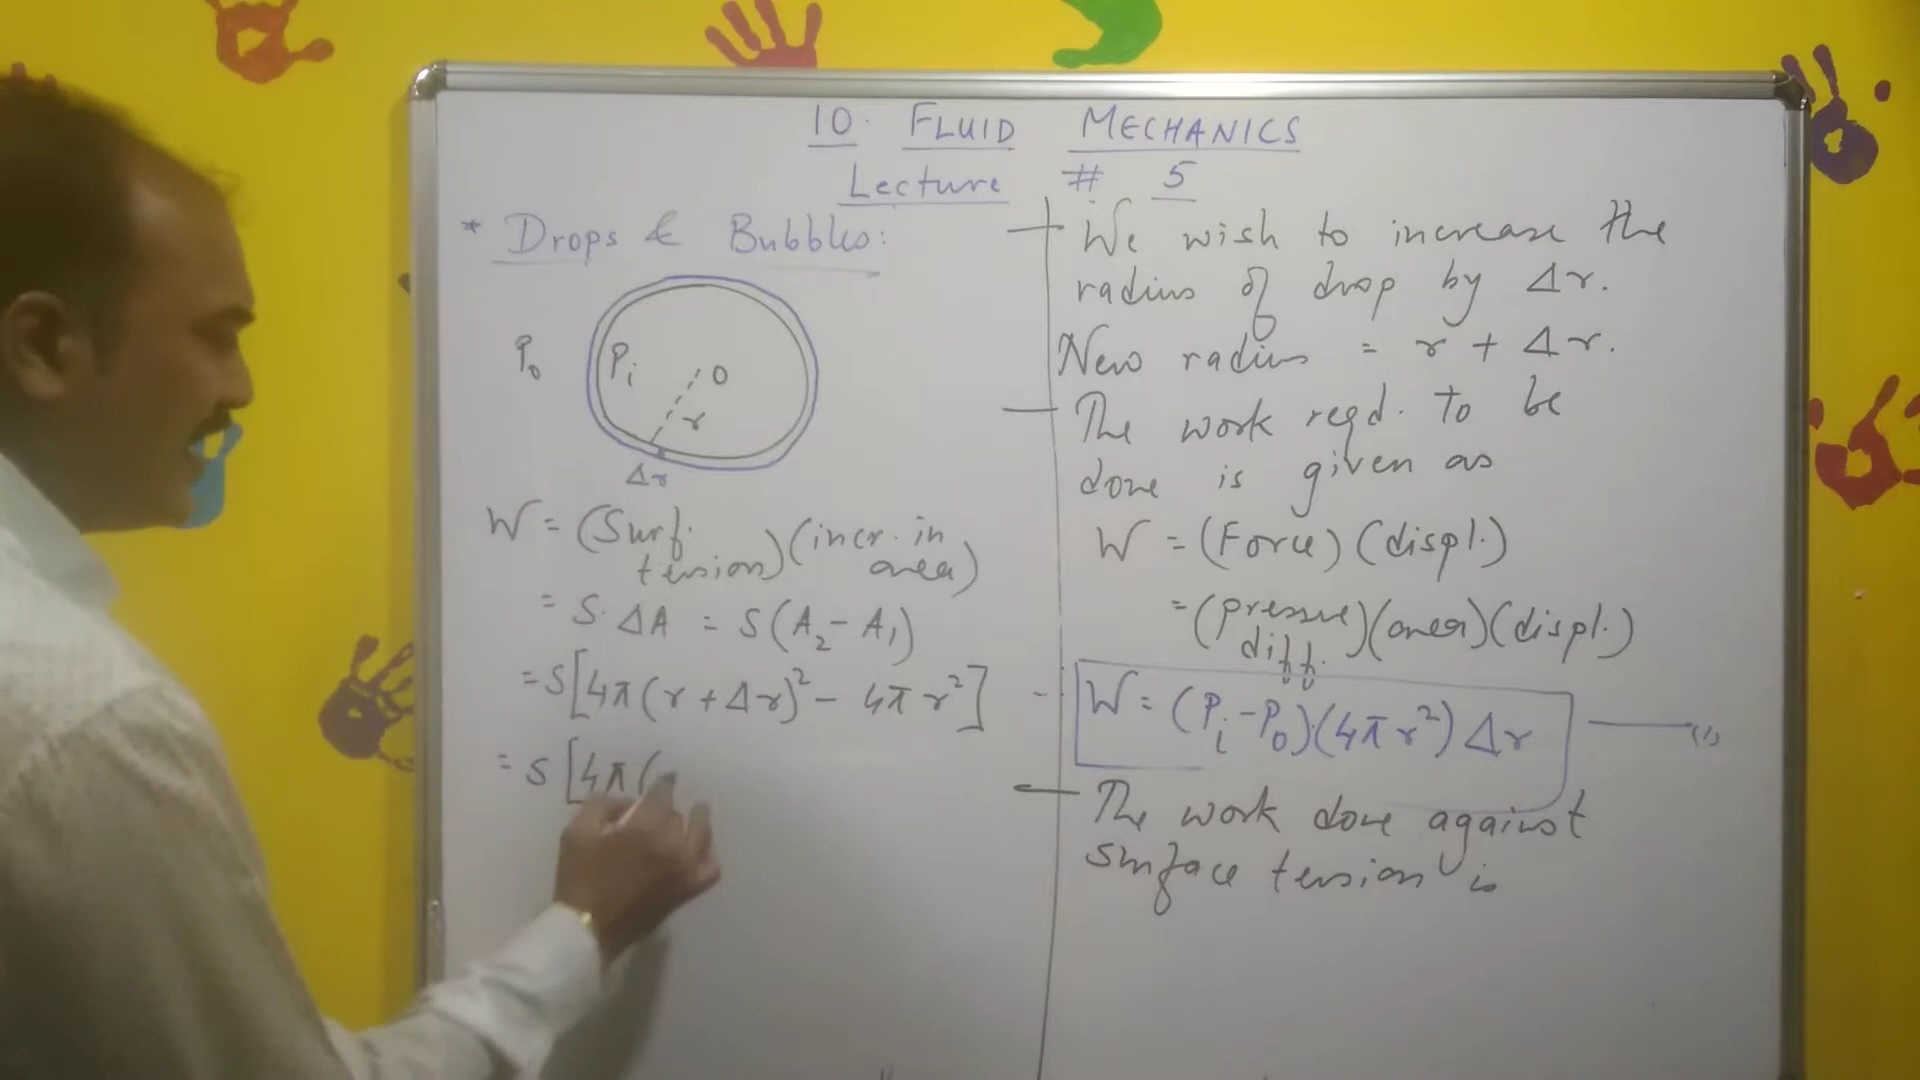 10. FLUID MECHANICS
Lecture # 5
* Drops & Bubbles:
P₀ Pᵢ O
r
Δr
W = (Surf. tension)(incr. in area)
= S. ΔA = S(A₂ - A₁)
= S[4π(r + Δr)² - 4πr²]
= S[4π(
We wish to increase the
radius of drop by Δr.
New radius = r + Δr.
The work reqd. to be
done is given as
W = (Force)(displ.)
= (pressure diff.)(area)(displ.)
W = (Pᵢ - P₀)(4πr²) Δr — (1)
The work done against
surface tension is